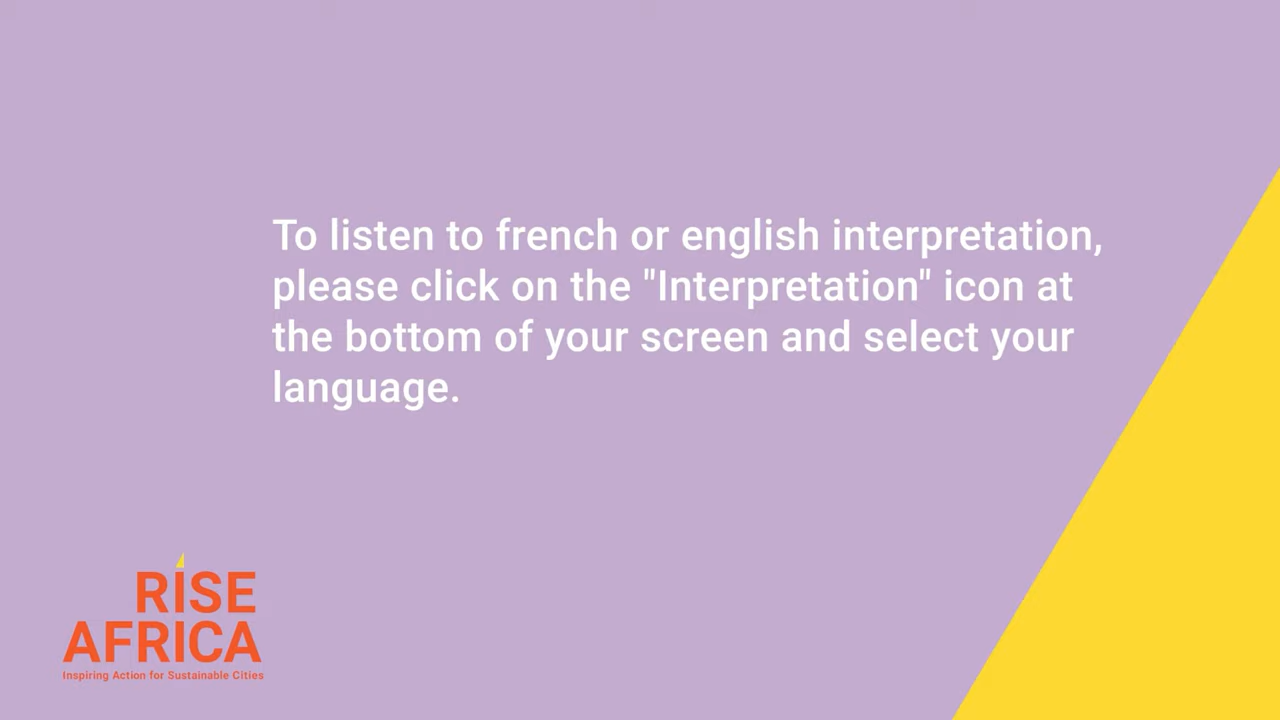 To listen to french or english interpretation,
please click on the "Interpretation" icon at
the bottom of your screen and select your
language.
RISE
AFRICA
Inspiring Action for Sustainable Cities